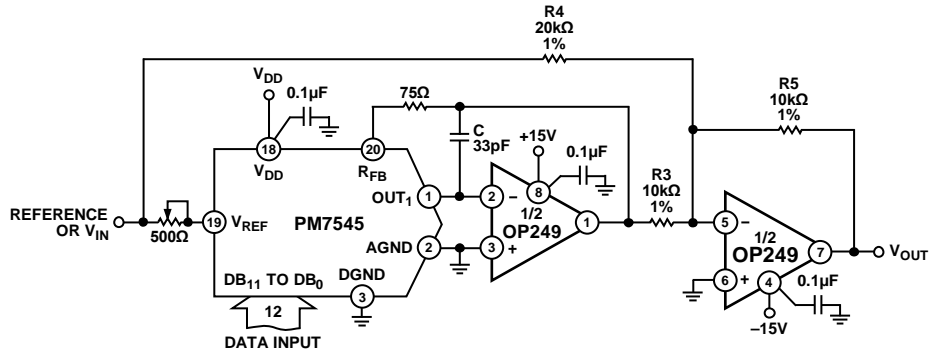 R4
20kΩ
1%
VDD
0.1µF
75Ω
R5
10kΩ
1%
C
33pF
+15V
0.1µF
18
VDD
20
RFB
R3
10kΩ
1%
OUT1
1
2
–
8
1/2
OP249
1
REFERENCE
OR VIN
500Ω
19
VREF
PM7545
AGND
2
3
+
5
–
1/2
OP249
7
VOUT
6
+
4
0.1µF
–15V
DB11 TO DB0
DGND
3
12
DATA INPUT